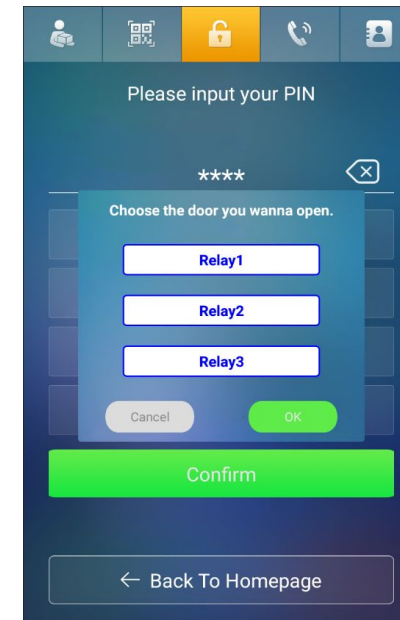 Please input your PIN
****
Choose the door you wanna open.
Relay1
Relay2
Relay3
Cancel
OK
Confirm
← Back To Homepage